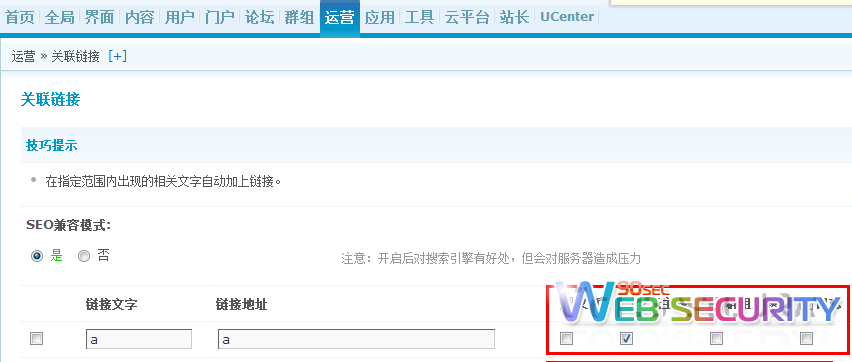 首页 全局 界面 内容 用户 门户 论坛 群组 运营 应用 工具 云平台 站长 UCenter
运营 » 关联链接 [+]
关联链接
技巧提示
在指定范围内出现的相关文字自动加上链接。
SEO兼容模式:
是 否 注意：开启后对搜索引擎有好处，但会对服务器造成压力
链接文字 链接地址
90SEC
WEB SECURITY
a a